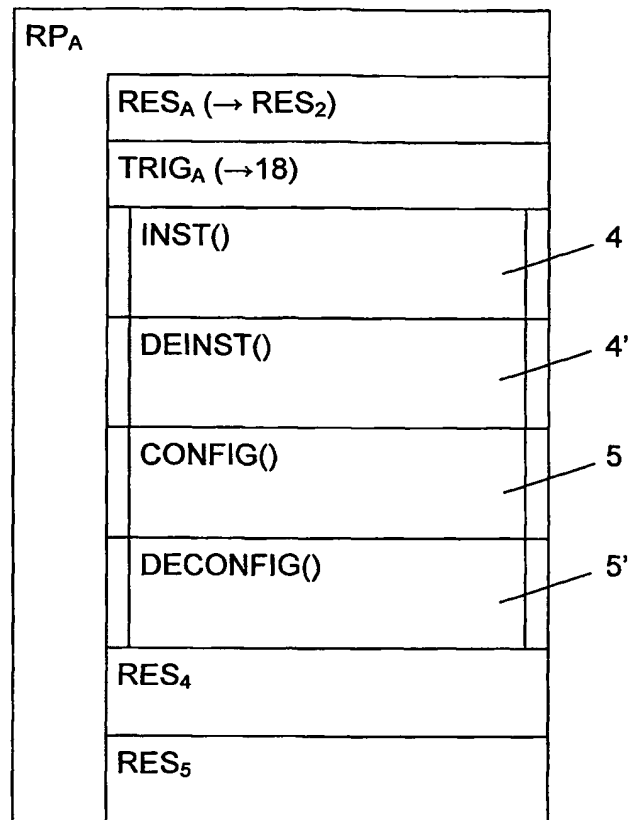 RPA
RESA (→ RES2)
TRIGA (→18)
INST() 4
DEINST() 4'
CONFIG() 5
DECONFIG() 5'
RES4
RES5